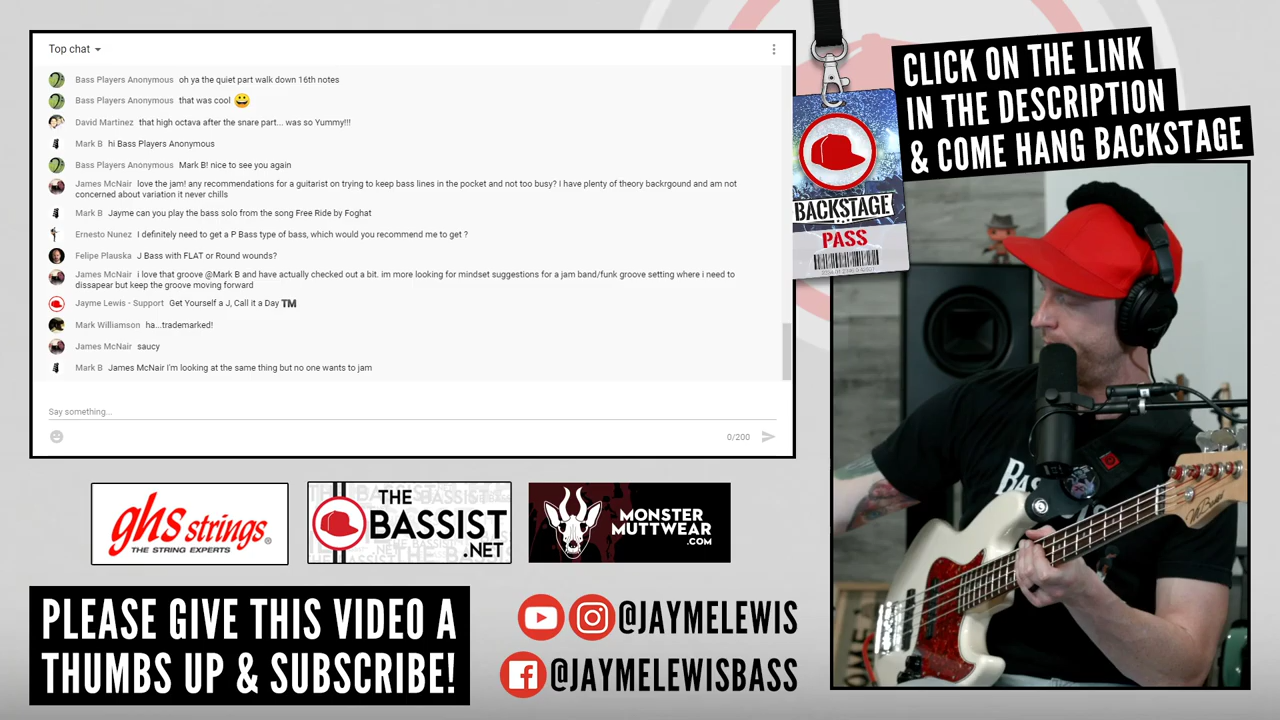 Top chat
Bass Players Anonymous oh ya the quiet part walk down 16th notes
Bass Players Anonymous that was cool 😀
David Martinez that high octava after the snare part... was so Yummy!!!
Mark B hi Bass Players Anonymous
Bass Players Anonymous Mark B! nice to see you again
James McNair love the jam! any recommendations for a guitarist on trying to keep bass lines in the pocket and not too busy? I have plenty of theory backrgound and am not
concerned about variation it never chills
Mark B Jayme can you play the bass solo from the song Free Ride by Foghat
Ernesto Nunez I definitely need to get a P Bass type of bass, which would you recommend me to get ?
Felipe Plauska J Bass with FLAT or Round wounds?
James McNair i love that groove @Mark B and have actually checked out a bit. im more looking for mindset suggestions for a jam band/funk groove setting where i need to
dissapear but keep the groove moving forward
Jayme Lewis - Support Get Yourself a J, Call it a Day ™️
Mark Williamson ha...trademarked!
James McNair saucy
Mark B James McNair I'm looking at the same thing but no one wants to jam
Say something...
0/200
CLICK ON THE LINK
IN THE DESCRIPTION
& COME HANG BACKSTAGE
BACKSTAGE
PASS
ghs strings®
THE STRING EXPERTS
THE
BASSIST
.NET
MONSTER
MUTTWEAR
.COM
PLEASE GIVE THIS VIDEO A
THUMBS UP & SUBSCRIBE!
@JAYMELEWIS
@JAYMELEWISBASS